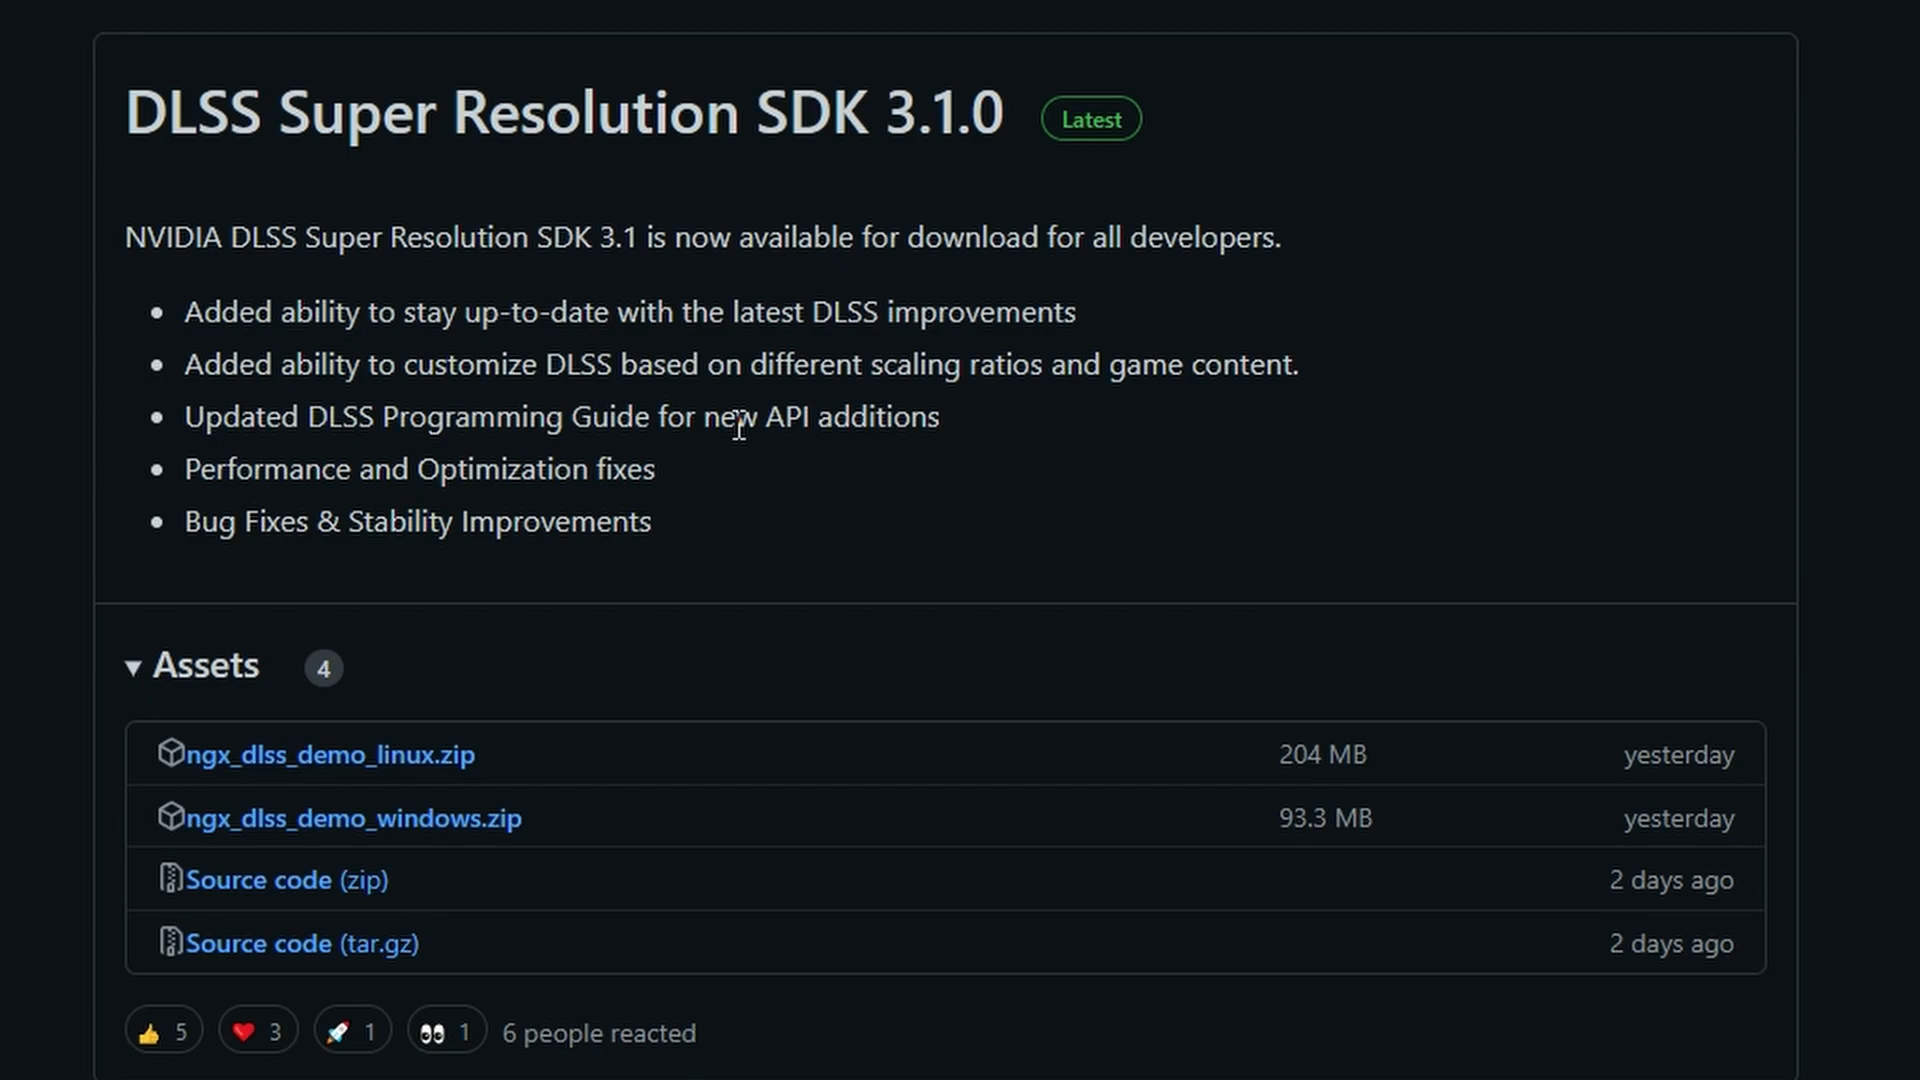 DLSS Super Resolution SDK 3.1.0 Latest
NVIDIA DLSS Super Resolution SDK 3.1 is now available for download for all developers.
• Added ability to stay up-to-date with the latest DLSS improvements
• Added ability to customize DLSS based on different scaling ratios and game content.
• Updated DLSS Programming Guide for new API additions
• Performance and Optimization fixes
• Bug Fixes & Stability Improvements
Assets 4
ngx_dlss_demo_linux.zip 204 MB yesterday
ngx_dlss_demo_windows.zip 93.3 MB yesterday
Source code (zip) 2 days ago
Source code (tar.gz) 2 days ago
👍 5 ❤️ 3 🚀 1 👀 1 6 people reacted